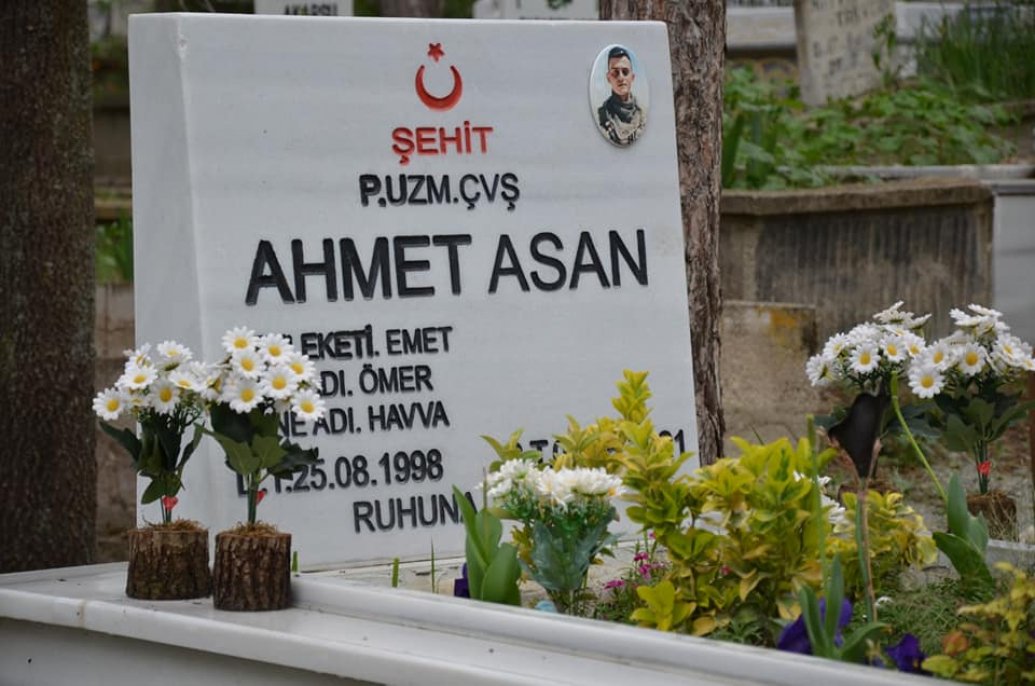 ŞEHİT
P.UZM.ÇVŞ
AHMET ASAN
EKETİ. EMET
ADI. ÖMER
ADI. HAVVA
25.08.1998
RUHUNA